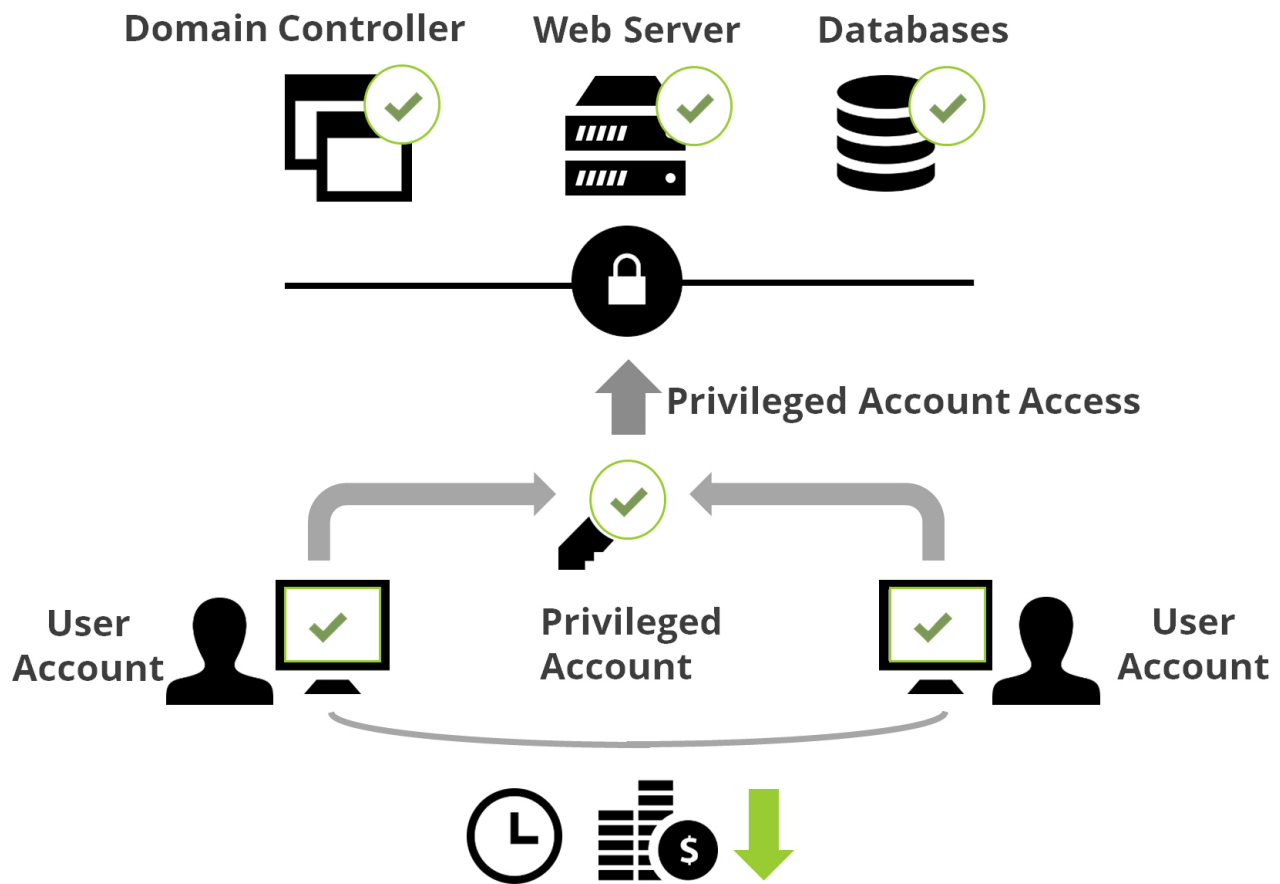 Domain Controller
Web Server
Databases
Privileged Account Access
User
Account
Privileged
Account
User
Account
$